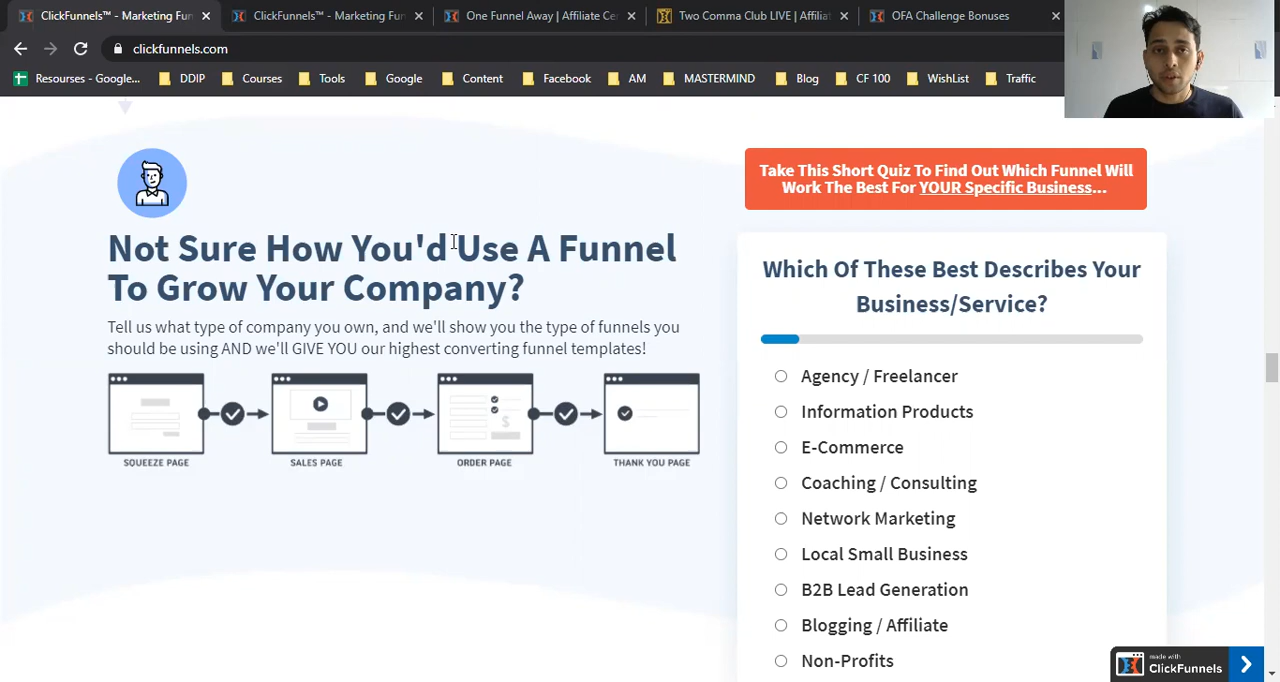 ClickFunnels™ - Marketing Fun
ClickFunnels™ - Marketing Fun
One Funnel Away | Affiliate Ce
Two Comma Club LIVE | Affilia
OFA Challenge Bonuses
clickfunnels.com
Resourses - Google...
DDIP
Courses
Tools
Google
Content
Facebook
AM
MASTERMIND
Blog
CF 100
WishList
Traffic
Not Sure How You'd Use A Funnel
To Grow Your Company?
Tell us what type of company you own, and we'll show you the type of funnels you
should be using AND we'll GIVE YOU our highest converting funnel templates!
SQUEEZE PAGE
SALES PAGE
ORDER PAGE
THANK YOU PAGE
Take This Short Quiz To Find Out Which Funnel Will
Work The Best For YOUR Specific Business...
Which Of These Best Describes Your
Business/Service?
Agency / Freelancer
Information Products
E-Commerce
Coaching / Consulting
Network Marketing
Local Small Business
B2B Lead Generation
Blogging / Affiliate
Non-Profits
made with
ClickFunnels